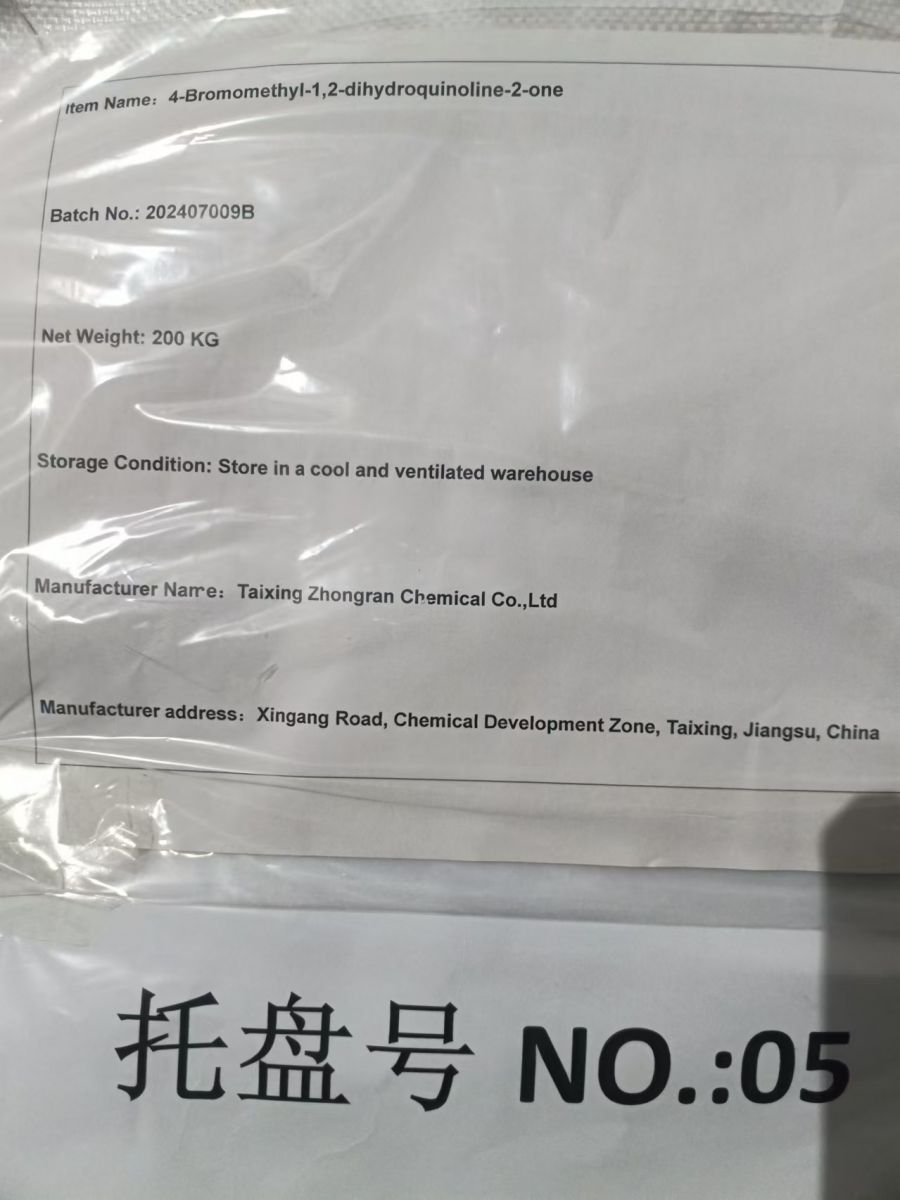 Item Name：4-Bromomethyl-1,2-dihydroquinoline-2-one
Batch No.: 202407009B
Net Weight: 200 KG
Storage Condition: Store in a cool and ventilated warehouse
Manufacturer Name：Taixing Zhongran Chemical Co.,Ltd
Manufacturer address：Xingang Road, Chemical Development Zone, Taixing, Jiangsu, China
托盘号 NO.:05